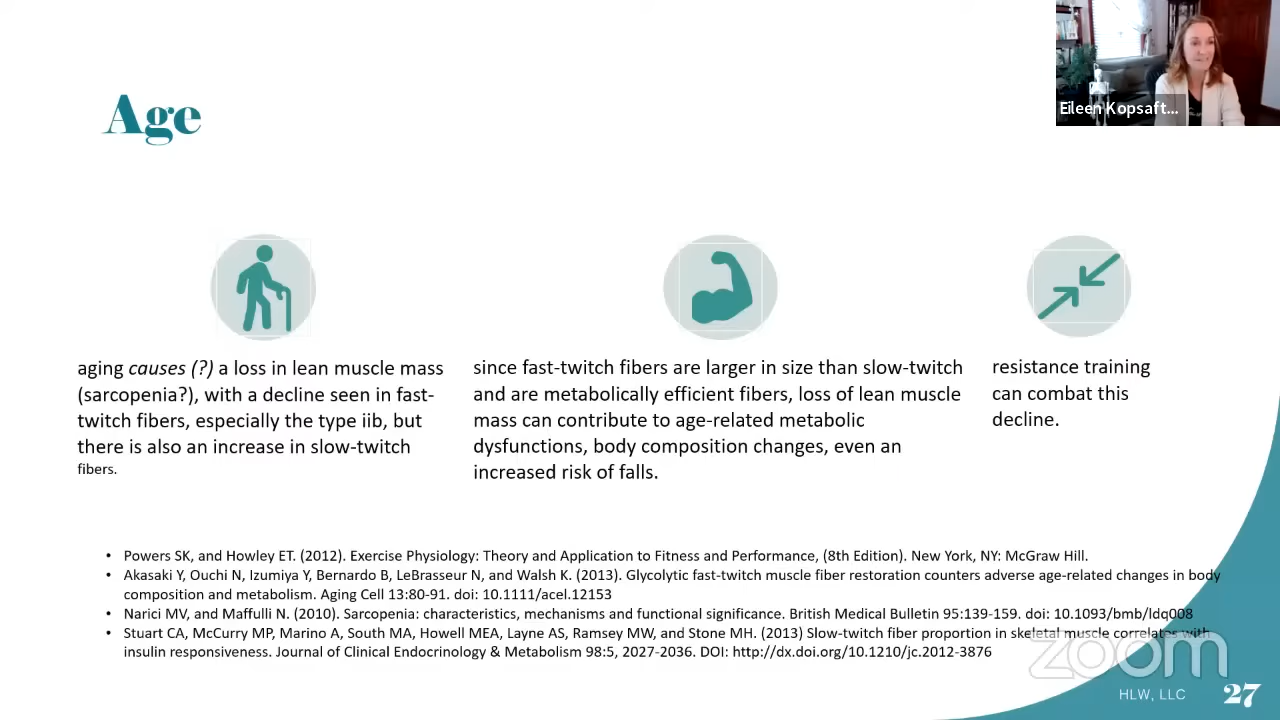 Eileen Kopsaft...
Age
aging causes (?) a loss in lean muscle mass
(sarcopenia?), with a decline seen in fast-
twitch fibers, especially the type iib, but
there is also an increase in slow-twitch
fibers.
since fast-twitch fibers are larger in size than slow-twitch
and are metabolically efficient fibers, loss of lean muscle
mass can contribute to age-related metabolic
dysfunctions, body composition changes, even an
increased risk of falls.
resistance training
can combat this
decline.
• Powers SK, and Howley ET. (2012). Exercise Physiology: Theory and Application to Fitness and Performance, (8th Edition). New York, NY: McGraw Hill.
• Akasaki Y, Ouchi N, Izumiya Y, Bernardo B, LeBrasseur N, and Walsh K. (2013). Glycolytic fast-twitch muscle fiber restoration counters adverse age-related changes in body
composition and metabolism. Aging Cell 13:80-91. doi: 10.1111/acel.12153
• Narici MV, and Maffulli N. (2010). Sarcopenia: characteristics, mechanisms and functional significance. British Medical Bulletin 95:139-159. doi: 10.1093/bmb/ldq008
• Stuart CA, McCurry MP, Marino A, South MA, Howell MEA, Layne AS, Ramsey MW, and Stone MH. (2013) Slow-twitch fiber proportion in skeletal muscle correlates with
insulin responsiveness. Journal of Clinical Endocrinology & Metabolism 98:5, 2027-2036. DOI: http://dx.doi.org/10.1210/jc.2012-3876
zoom
HLW, LLC
27